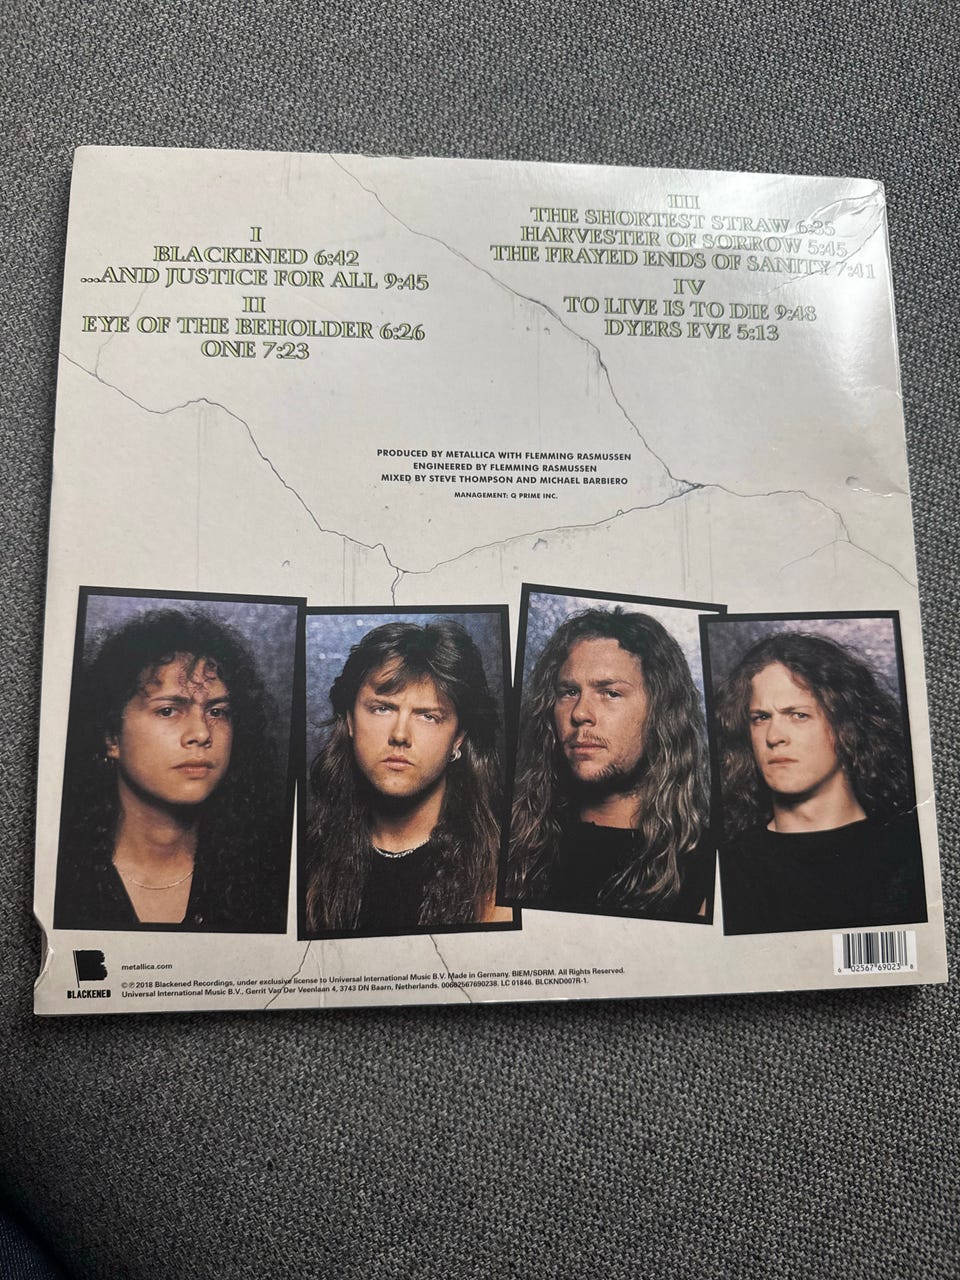 I
BLACKENED 6:42
...AND JUSTICE FOR ALL 9:45
II
EYE OF THE BEHOLDER 6:26
ONE 7:23
III
THE SHORTEST STRAW 6:35
HARVESTER OF SORROW 5:45
THE FRAYED ENDS OF SANITY 7:41
IV
TO LIVE IS TO DIE 9:48
DYERS EVE 5:13
PRODUCED BY METALLICA WITH FLEMMING RASMUSSEN
ENGINEERED BY FLEMMING RASMUSSEN
MIXED BY STEVE THOMPSON AND MICHAEL BARBIERO
MANAGEMENT: Q PRIME INC.
B
BLACKENED
metallica.com
©℗ 2018 Blackened Recordings, under exclusive license to Universal International Music B.V. Made in Germany. BIEM/SDRM. All Rights Reserved.
Universal International Music B.V., Gerrit Van Der Veenlaan 4, 3743 DN Baarn, Netherlands. 00602567690238. LC 01846. BLCKND007R-1.
6 02567 69023 8